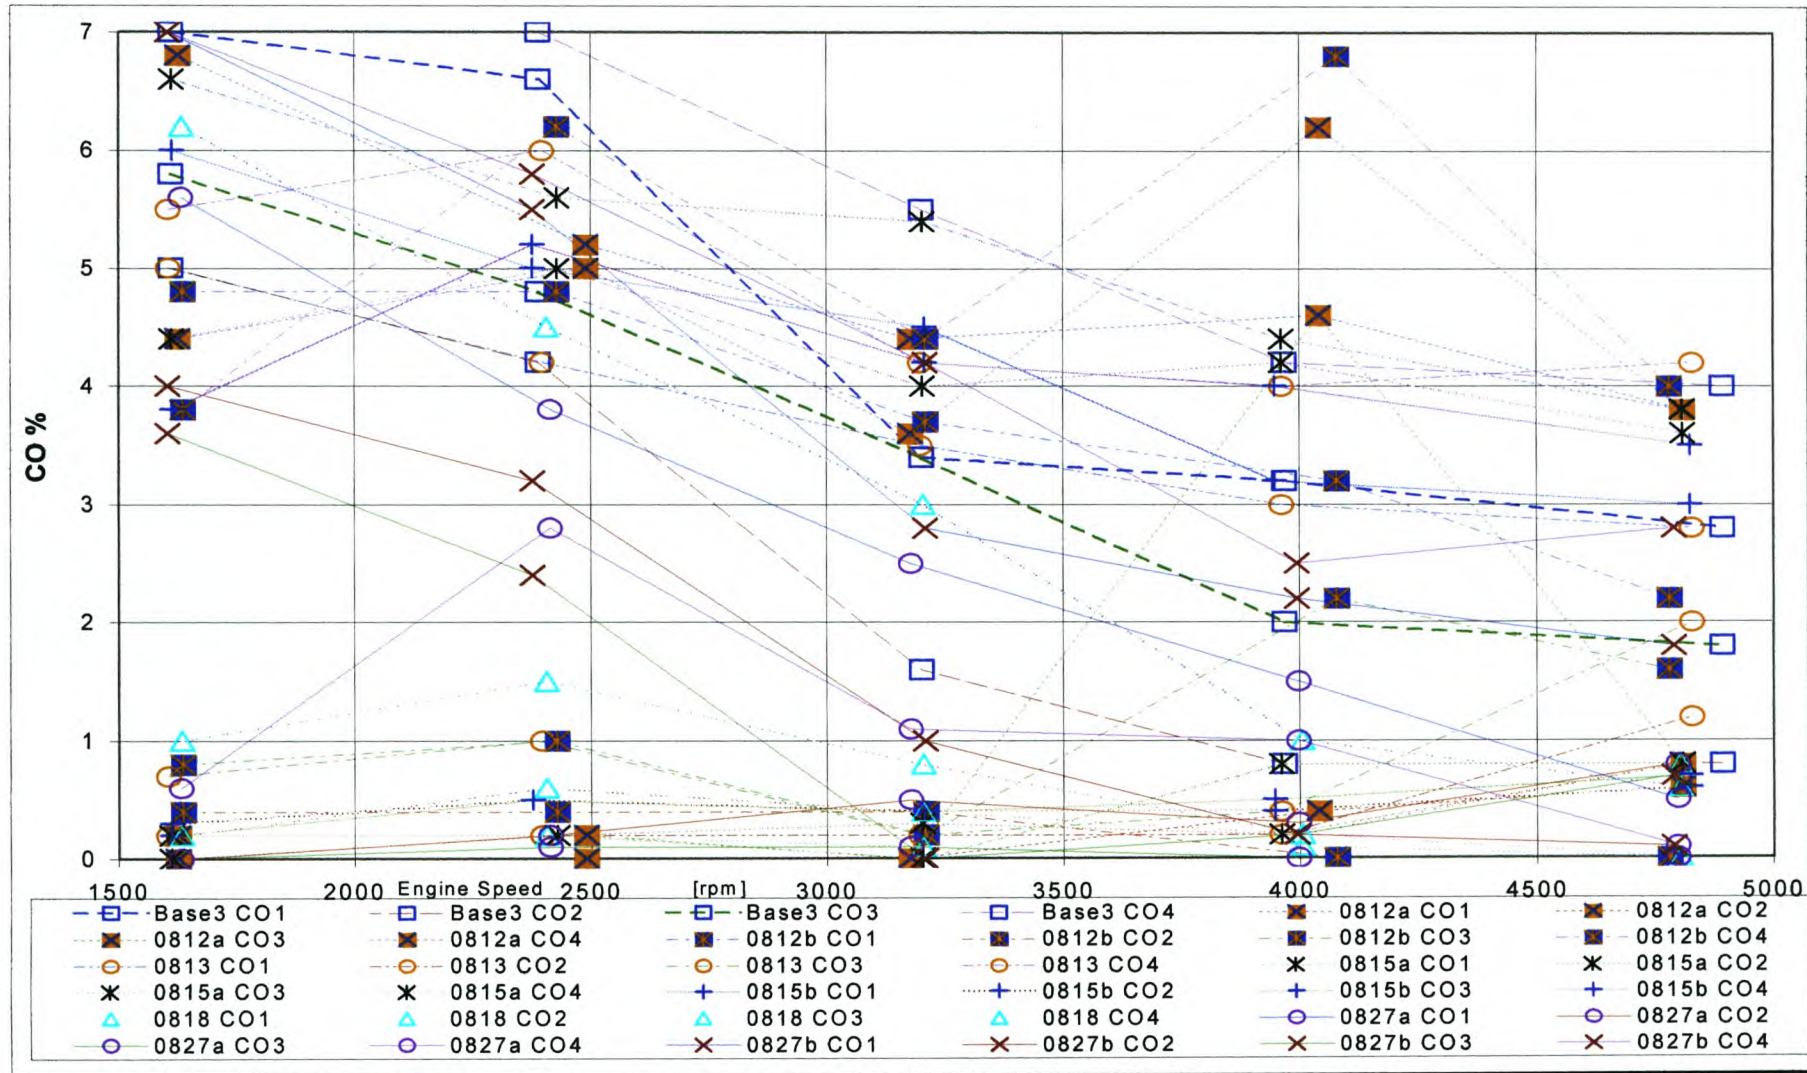 7
6
5
4
3
2
1
0
CO %
1500 2000 2500 3000 3500 4000 4500 5000
Engine Speed [rpm]
Base3 CO1 Base3 CO2 Base3 CO3 Base3 CO4 0812a CO1 0812a CO2
0812a CO3 0812a CO4 0812b CO1 0812b CO2 0812b CO3 0812b CO4
0813 CO1 0813 CO2 0813 CO3 0813 CO4 0815a CO1 0815a CO2
0815a CO3 0815a CO4 0815b CO1 0815b CO2 0815b CO3 0815b CO4
0818 CO1 0818 CO2 0818 CO3 0818 CO4 0827a CO1 0827a CO2
0827a CO3 0827a CO4 0827b CO1 0827b CO2 0827b CO3 0827b CO4